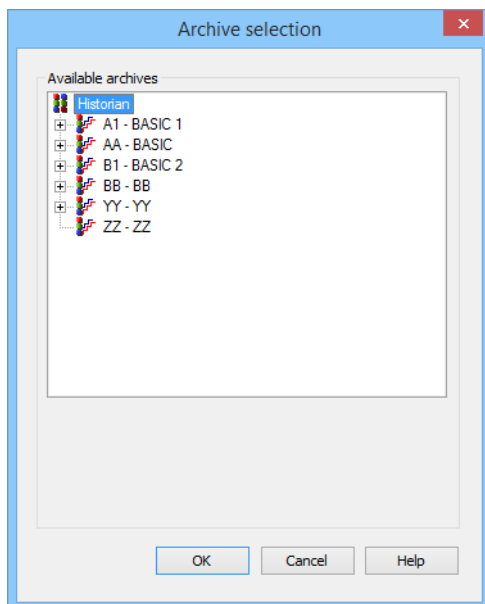 Archive selection
Available archives
Historian
A1 - BASIC 1
AA - BASIC
B1 - BASIC 2
BB - BB
YY - YY
ZZ - ZZ
OK Cancel Help